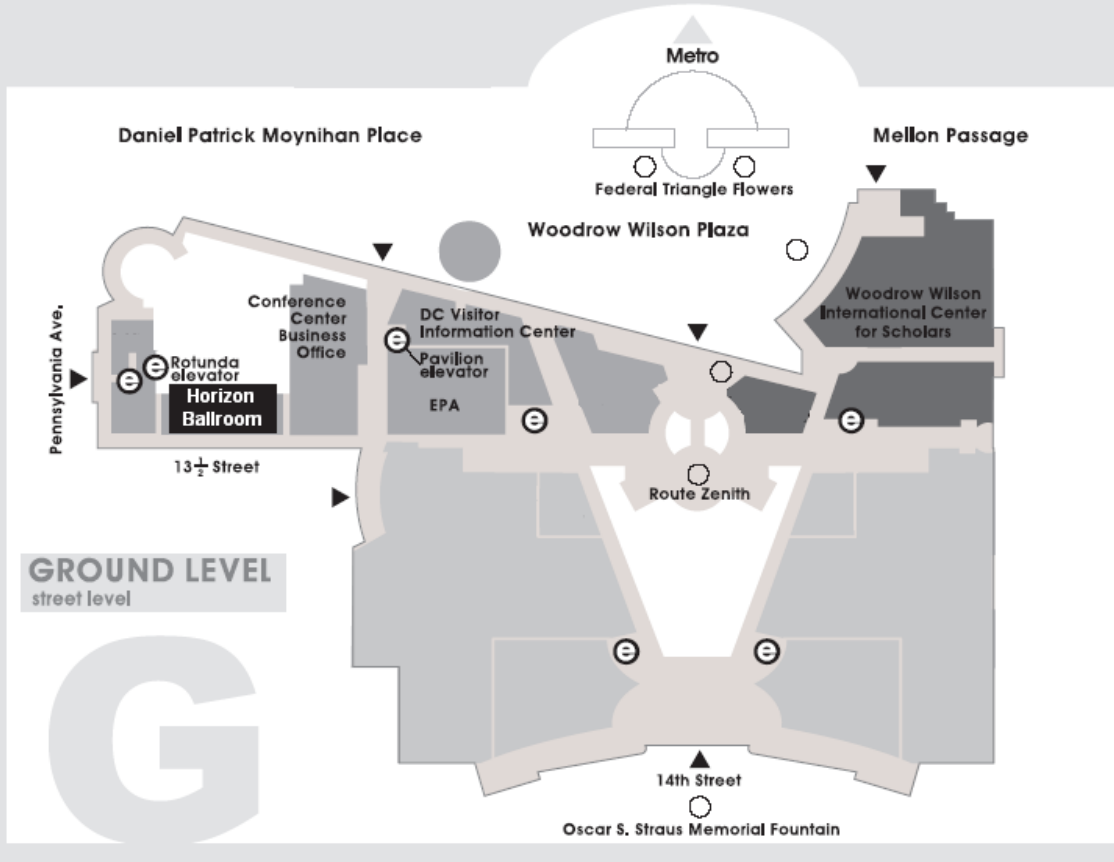 Metro
Daniel Patrick Moynihan Place
Mellon Passage
Federal Triangle Flowers
Woodrow Wilson Plaza
Woodrow Wilson
International Center
for Scholars
Conference
Center
Business
Office
DC Visitor
Information Center
e
Pavilion
elevator
EPA
Pennsylvania Ave.
e
e
Rotunda
elevator
Horizon
Ballroom
e
e
13½ Street
Route Zenith
GROUND LEVEL
street level
G
e
e
14th Street
Oscar S. Straus Memorial Fountain